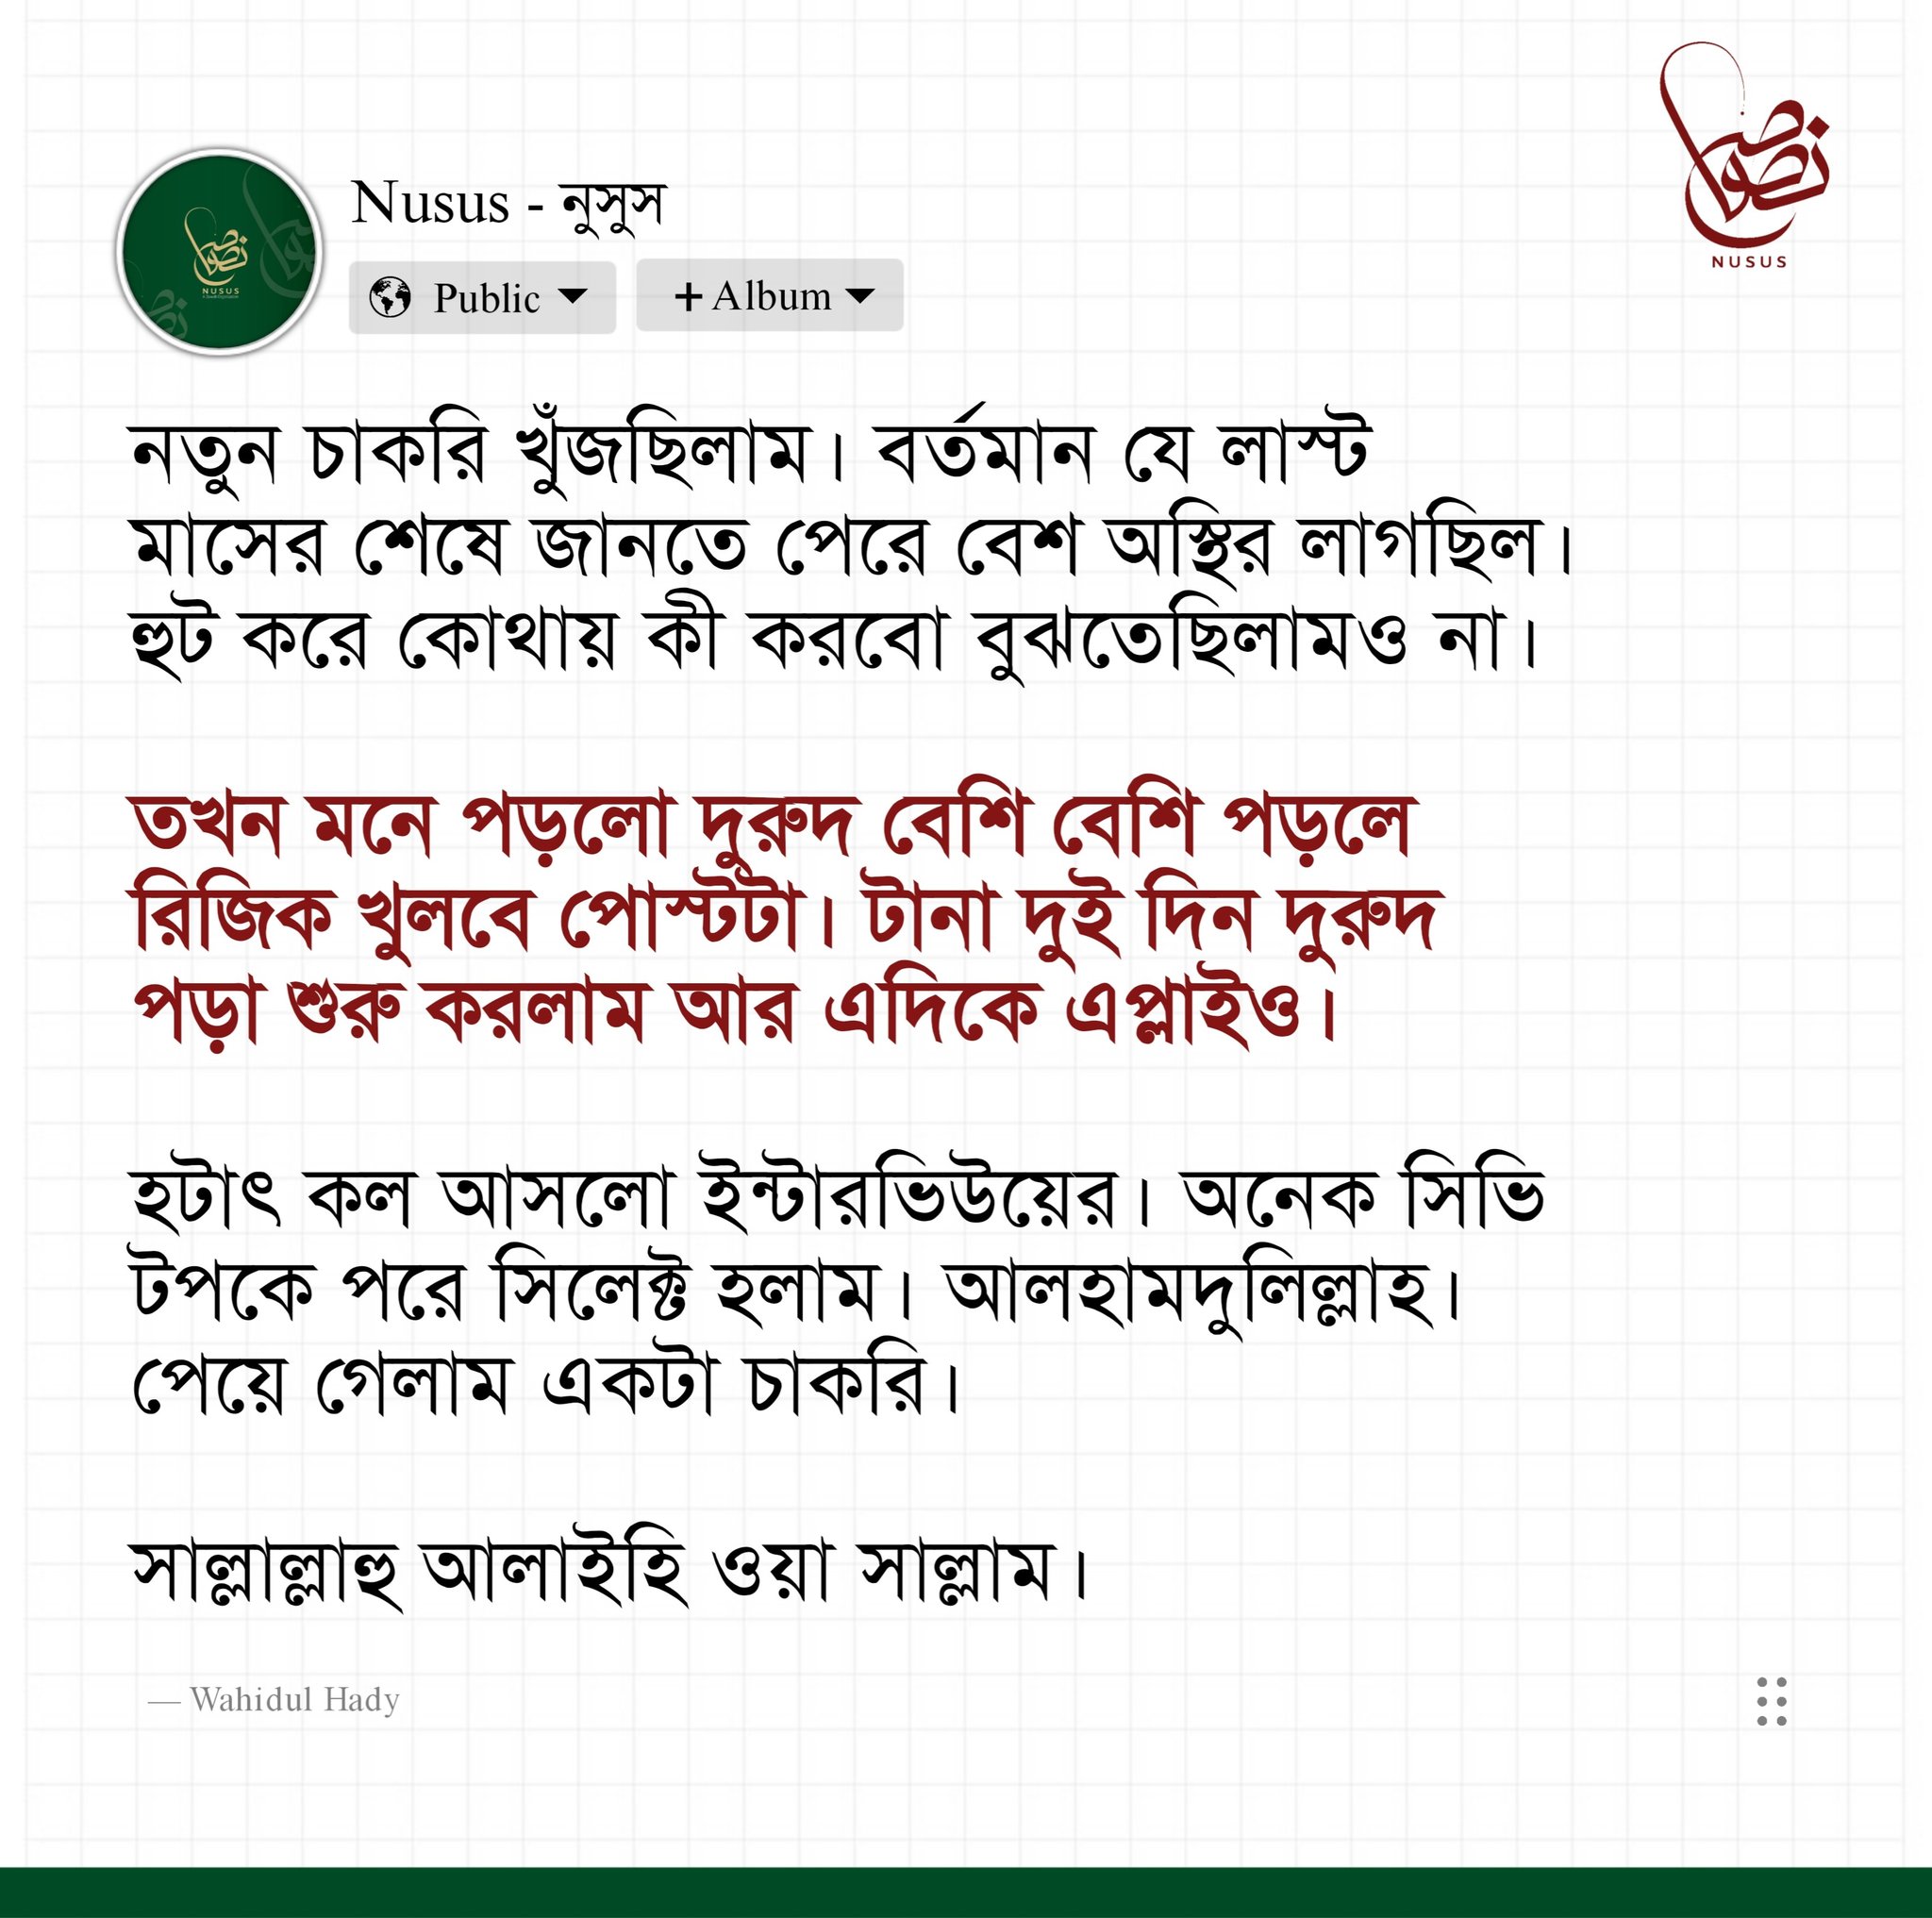 نصوص
NUSUS
Nusus - নুসুস
NUSUS
Public
+ Album
নতুন চাকরি খুঁজছিলাম। বর্তমান যে লাস্ট
মাসের শেষে জানতে পেরে বেশ অস্থির লাগছিল।
হুট করে কোথায় কী করবো বুঝতেছিলামও না।
তখন মনে পড়লো দুরুদ বেশি বেশি পড়লে
রিজিক খুলবে পোস্টটা। টানা দুই দিন দুরুদ
পড়া শুরু করলাম আর এদিকে এপ্লাইও।
হটাৎ কল আসলো ইন্টারভিউয়ের। অনেক সিভি
টপকে পরে সিলেক্ট হলাম। আলহামদুলিল্লাহ।
পেয়ে গেলাম একটা চাকরি।
সাল্লাল্লাহু আলাইহি ওয়া সাল্লাম।
— Wahidul Hady